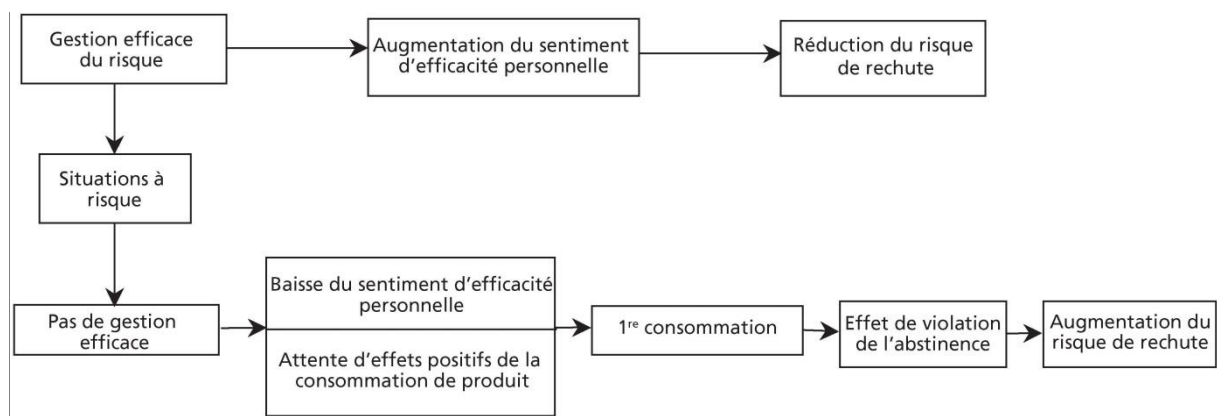 Gestion efficace
du risque
Augmentation du sentiment
d’efficacité personnelle
Réduction du risque
de rechute
Situations à
risque
Pas de gestion
efficace
Baisse du sentiment d’efficacité
personnelle
Attente d’effets positifs de la
consommation de produit
1re consommation
Effet de violation
de l’abstinence
Augmentation du
risque de rechute